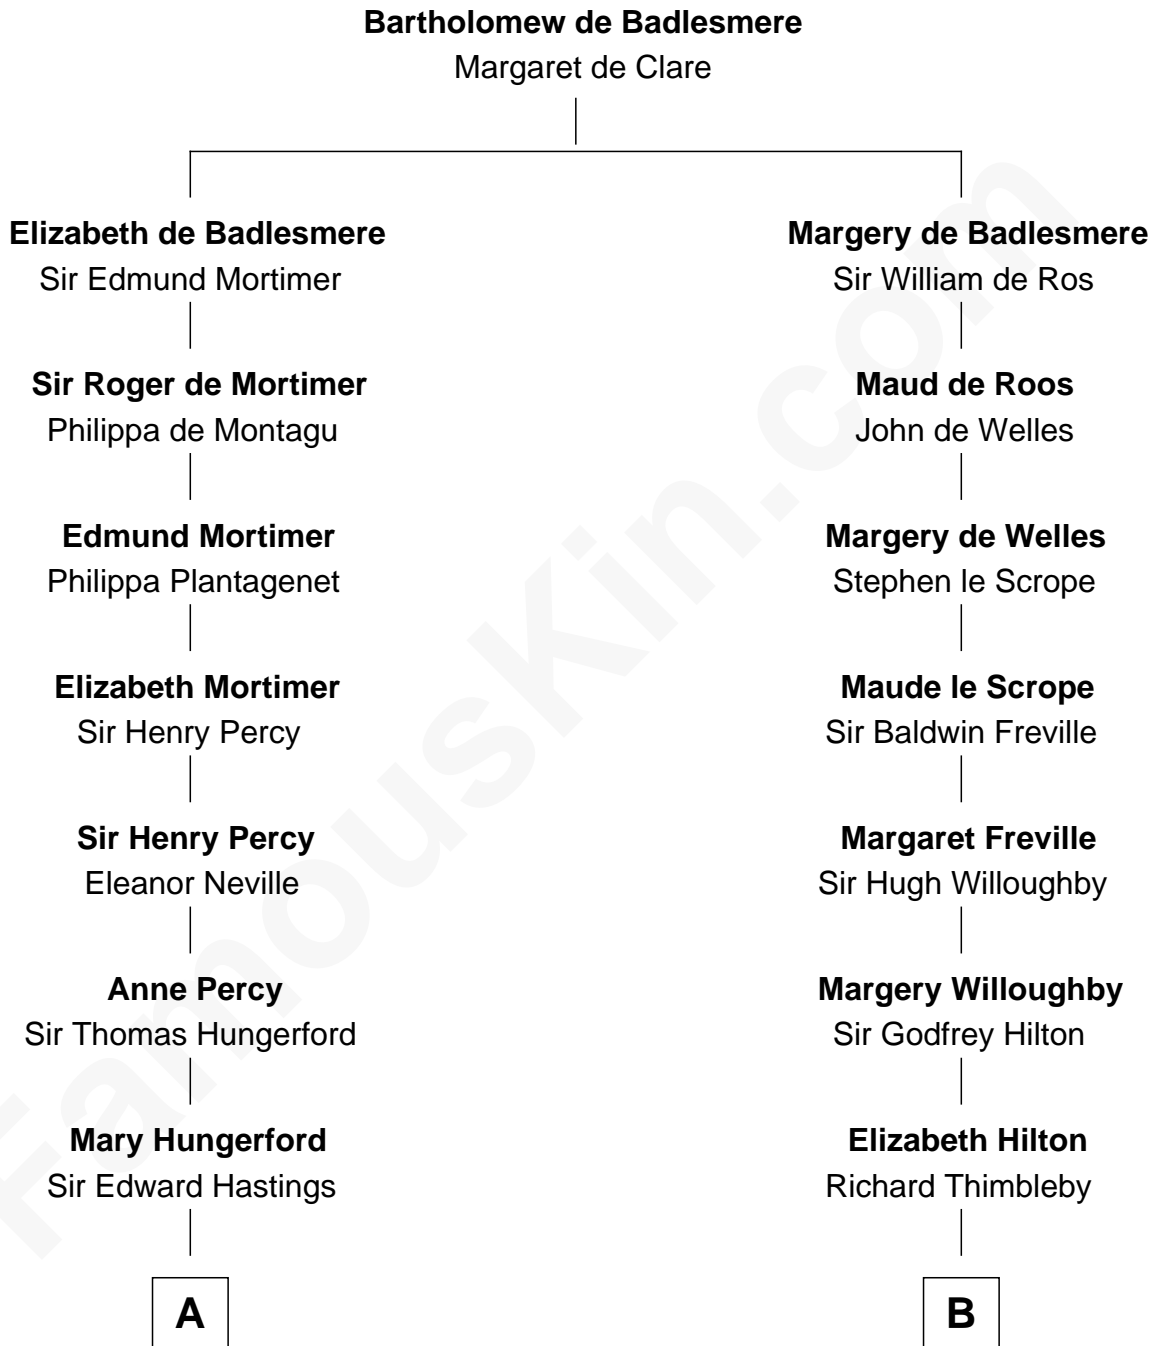 Bartholomew de Badlesmere
Margaret de Clare
Elizabeth de Badlesmere
Sir Edmund Mortimer
Margery de Badlesmere
Sir William de Ros
Sir Roger de Mortimer
Philippa de Montagu
Maud de Roos
John de Welles
Edmund Mortimer
Philippa Plantagenet
Margery de Welles
Stephen le Scrope
Elizabeth Mortimer
Sir Henry Percy
Maude le Scrope
Sir Baldwin Freville
Sir Henry Percy
Eleanor Neville
Margaret Freville
Sir Hugh Willoughby
Anne Percy
Sir Thomas Hungerford
Margery Willoughby
Sir Godfrey Hilton
Mary Hungerford
Sir Edward Hastings
Elizabeth Hilton
Richard Thimbleby
A
B
FamousKin.com